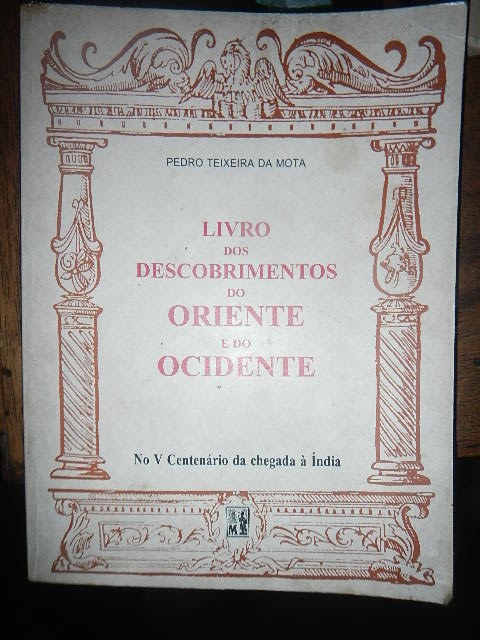 PEDRO TEIXEIRA DA MOTA
LIVRO
DOS
DESCOBRIMENTOS
DO
ORIENTE
E DO
OCIDENTE
No V Centenário da chegada à Índia
M